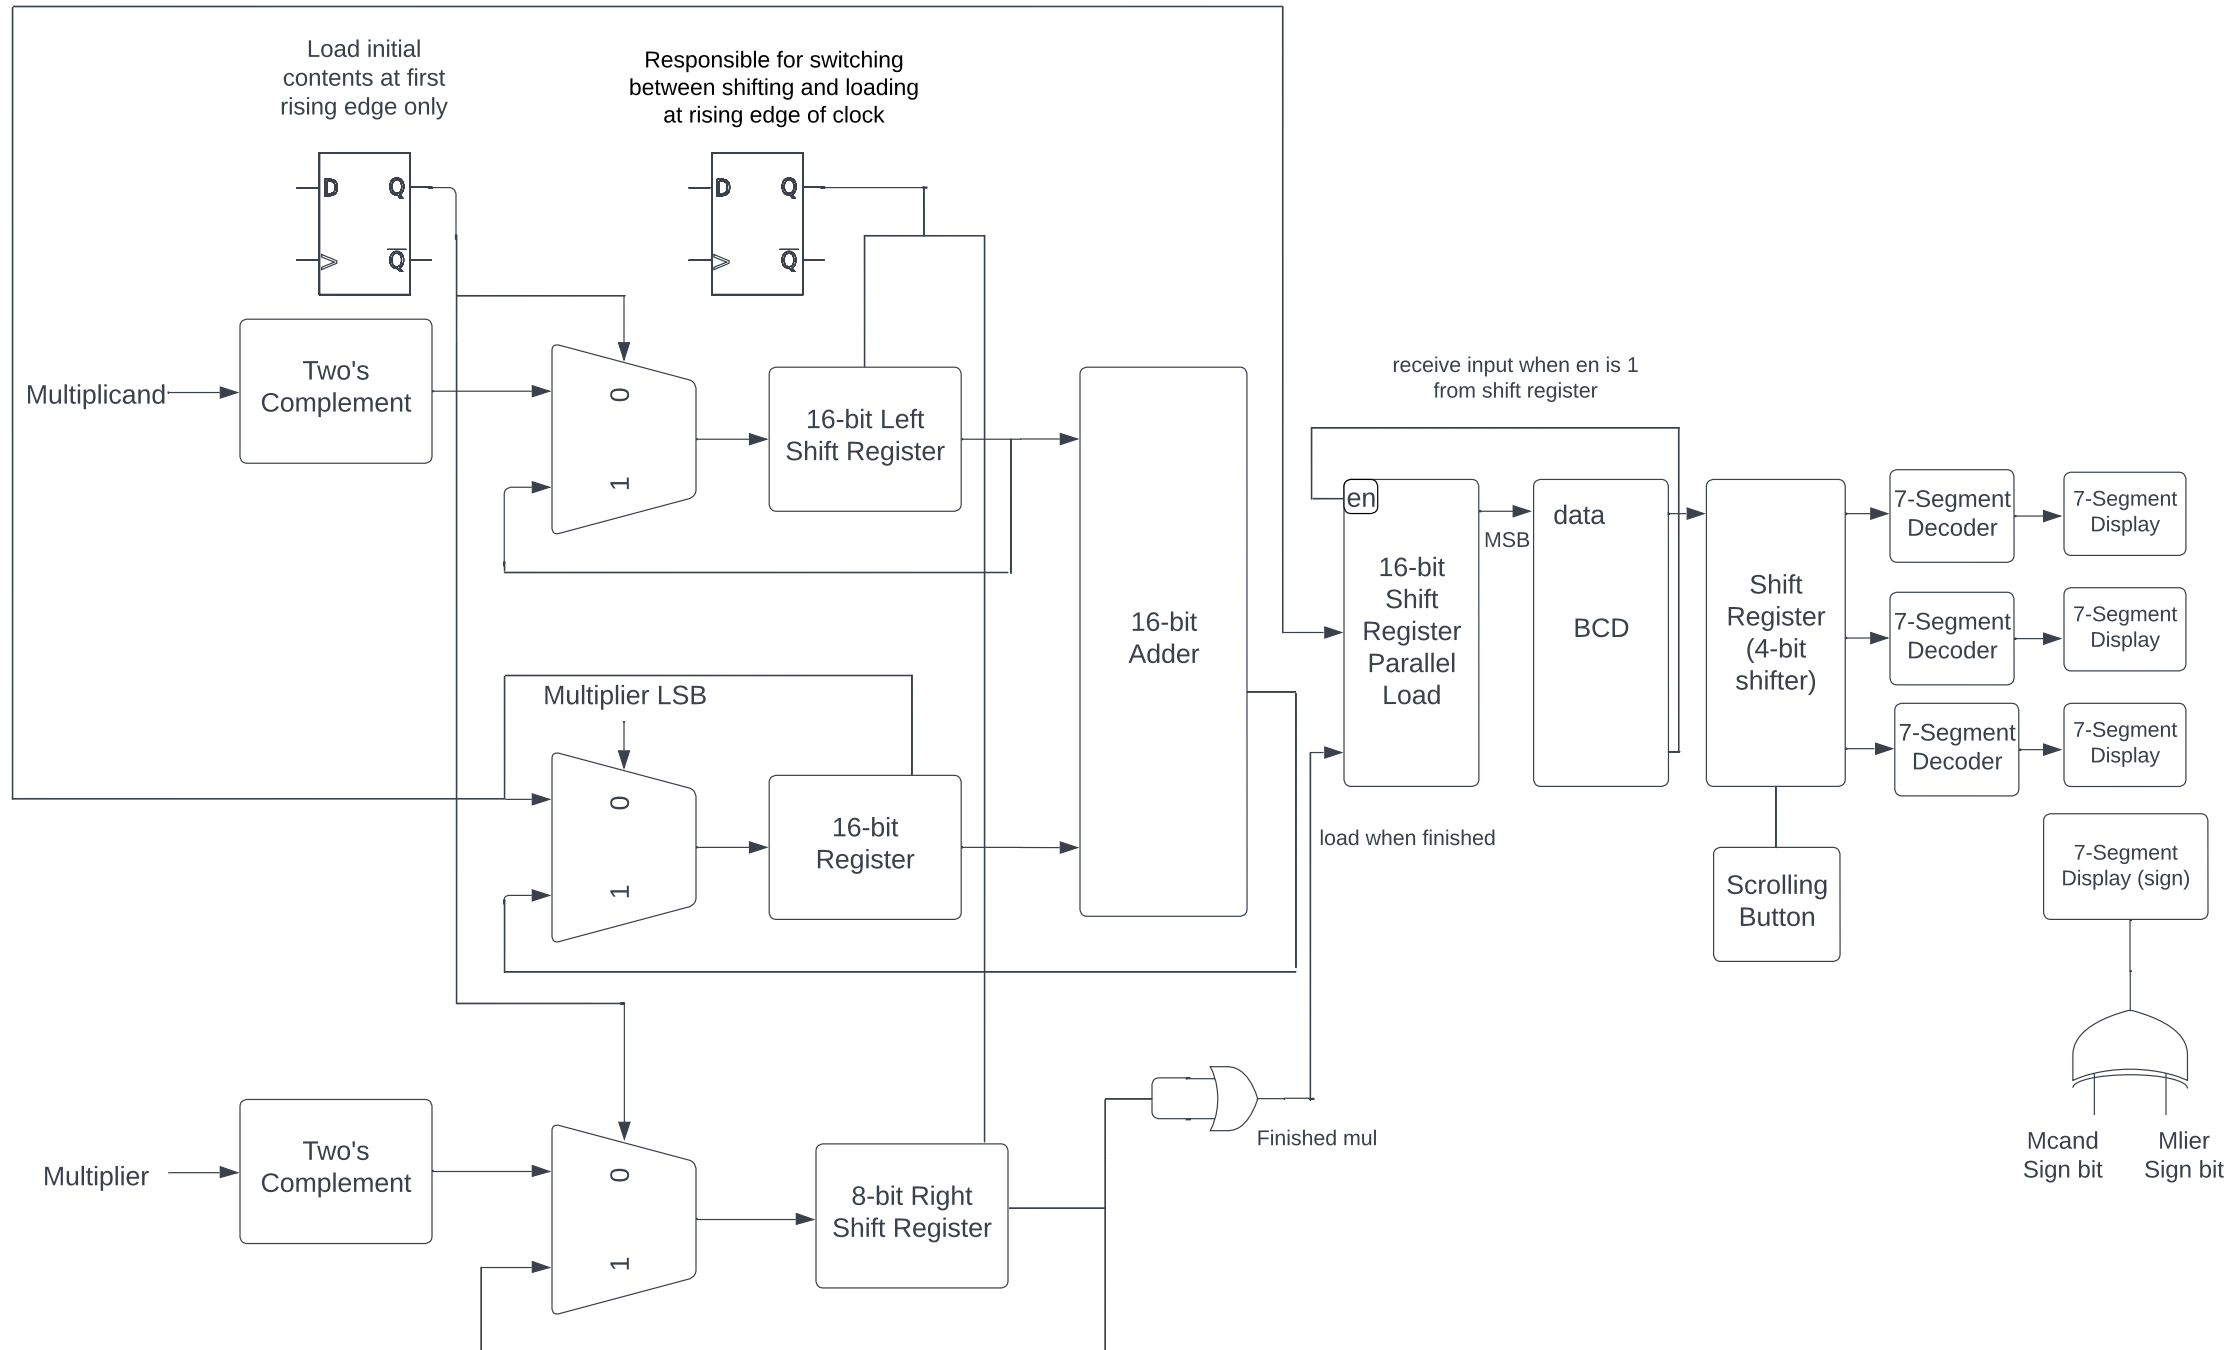 Load initial
contents at first
rising edge only
Responsible for switching
between shifting and loading
at rising edge of clock
D Q
> Q
D Q
> Q
Multiplicand
Two's
Complement
0
1
16-bit Left
Shift Register
16-bit
Adder
Multiplier LSB
0
1
16-bit
Register
Multiplier
Two's
Complement
0
1
8-bit Right
Shift Register
Finished mul
load when finished
receive input when en is 1
from shift register
en
16-bit
Shift
Register
Parallel
Load
MSB
data
BCD
Shift
Register
(4-bit
shifter)
Scrolling
Button
7-Segment
Decoder
7-Segment
Display
7-Segment
Decoder
7-Segment
Display
7-Segment
Decoder
7-Segment
Display
7-Segment
Display (sign)
Mcand
Sign bit
Mlier
Sign bit